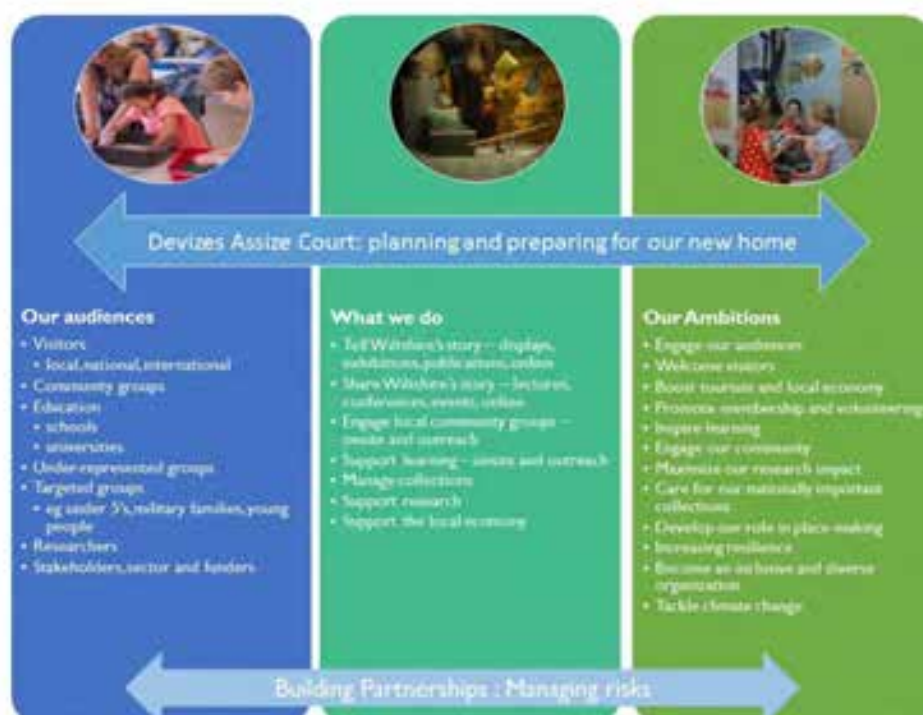 Devizes Assize Court: planning and preparing for our new home
Our audiences
• Visitors
• local, national, international
• Community groups
• Education
• schools
• universities
• Under-represented groups
• Targeted groups
• eg under 5's, military families, young
people
• Researchers
• Stakeholders, sector and funders
What we do
• Tell Wiltshire's story – displays,
exhibitions, publications, online
• Share Wiltshire's story – lectures,
conferences, events, online
• Engage local community groups –
onsite and outreach
• Support learning – onsite and outreach
• Manage collections
• Support research
• Support the local economy
Our Ambitions
• Engage our audiences
• Welcome visitors
• Boost tourism and local economy
• Promote membership and volunteering
• Inspire learning
• Engage our community
• Maximise our research impact
• Care for our nationally important
collections
• Develop our role in place-making
• Increasing resilience
• Become an inclusive and diverse
organization
• Tackle climate change
Building Partnerships : Managing risks